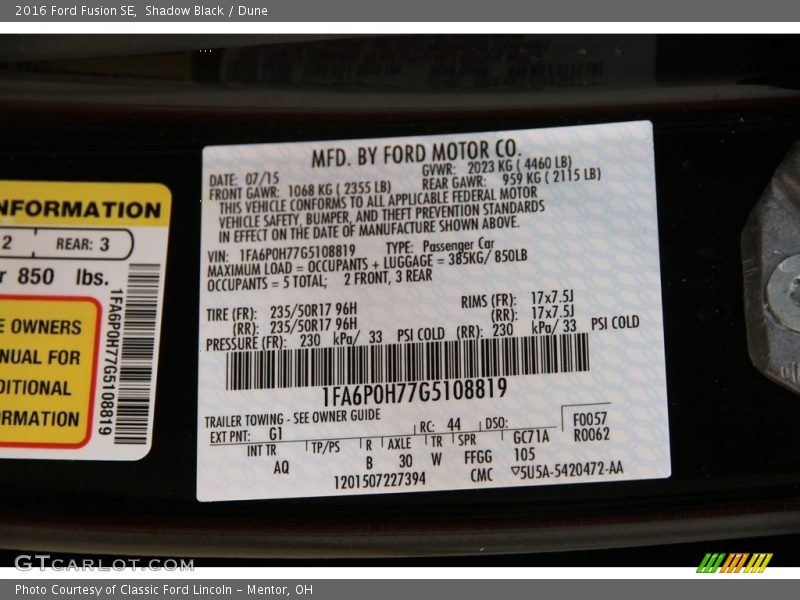 2016 Ford Fusion SE, Shadow Black / Dune
NFORMATION
2 REAR: 3
r 850 lbs.
E OWNERS
NUAL FOR
DITIONAL
RMATION
1FA6P0H77G5108819
MFD. BY FORD MOTOR CO.
DATE: 07/15 GVWR: 2023 KG ( 4460 LB)
FRONT GAWR: 1068 KG ( 2355 LB) REAR GAWR: 959 KG ( 2115 LB)
THIS VEHICLE CONFORMS TO ALL APPLICABLE FEDERAL MOTOR
VEHICLE SAFETY, BUMPER, AND THEFT PREVENTION STANDARDS
IN EFFECT ON THE DATE OF MANUFACTURE SHOWN ABOVE.
VIN: 1FA6P0H77G5108819 TYPE: Passenger Car
MAXIMUM LOAD = OCCUPANTS + LUGGAGE = 385KG/ 850LB
OCCUPANTS = 5 TOTAL; 2 FRONT, 3 REAR
TIRE (FR): 235/50R17 96H RIMS (FR): 17x7.5J
(RR): 235/50R17 96H (RR): 17x7.5J
PRESSURE (FR): 230 kPa/ 33 PSI COLD (RR): 230 kPa/ 33 PSI COLD
1FA6P0H77G5108819
TRAILER TOWING - SEE OWNER GUIDE
EXT PNT: G1 RC: 44 DSO: F0057
INT TR TP/PS R AXLE TR SPR GC71A R0062
AQ B 30 W FFGG 105
1201507227394 CMC 5U5A-5420472-AA
GTCARLOT.COM
Photo Courtesy of Classic Ford Lincoln - Mentor, OH